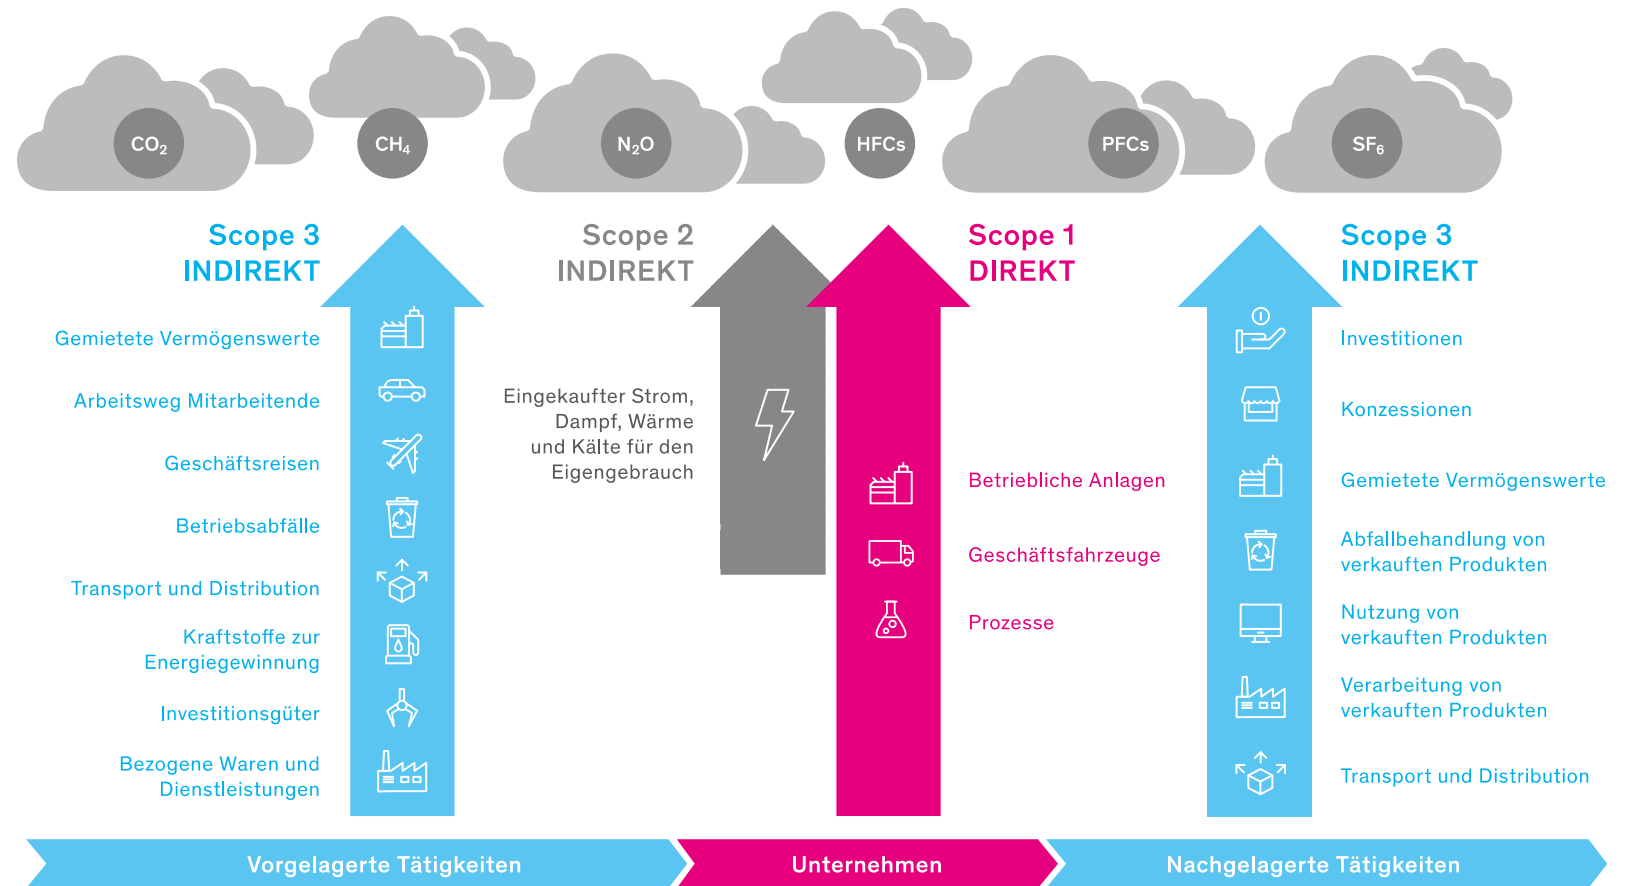 CO₂
CH₄
N₂O
HFCs
PFCs
SF₆
Scope 3
INDIREKT
Gemietete Vermögenswerte
Arbeitsweg Mitarbeitende
Geschäftsreisen
Betriebsabfälle
Transport und Distribution
Kraftstoffe zur
Energiegewinnung
Investitionsgüter
Bezogene Waren und
Dienstleistungen
Scope 2
INDIREKT
Eingekaufter Strom,
Dampf, Wärme
und Kälte für den
Eigengebrauch
Scope 1
DIREKT
Betriebliche Anlagen
Geschäftsfahrzeuge
Prozesse
Scope 3
INDIREKT
Investitionen
Konzessionen
Gemietete Vermögenswerte
Abfallbehandlung von
verkauften Produkten
Nutzung von
verkauften Produkten
Verarbeitung von
verkauften Produkten
Transport und Distribution
Vorgelagerte Tätigkeiten
Unternehmen
Nachgelagerte Tätigkeiten